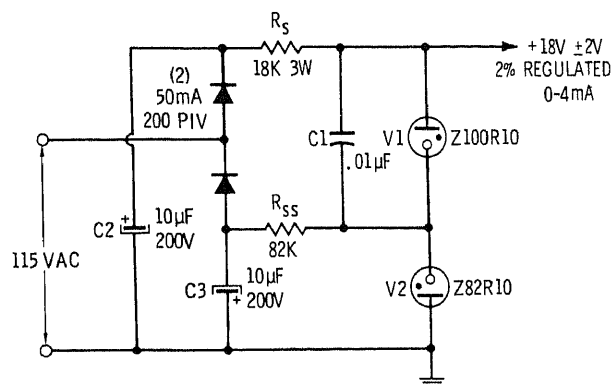 R_S
18K 3W
+18V ±2V
2% REGULATED
0-4mA
(2)
50mA
200 PIV
C1
.01µF
V1
Z100R10
R_SS
82K
C2
+
10µF
200V
115 VAC
C3
+
10µF
200V
V2
Z82R10